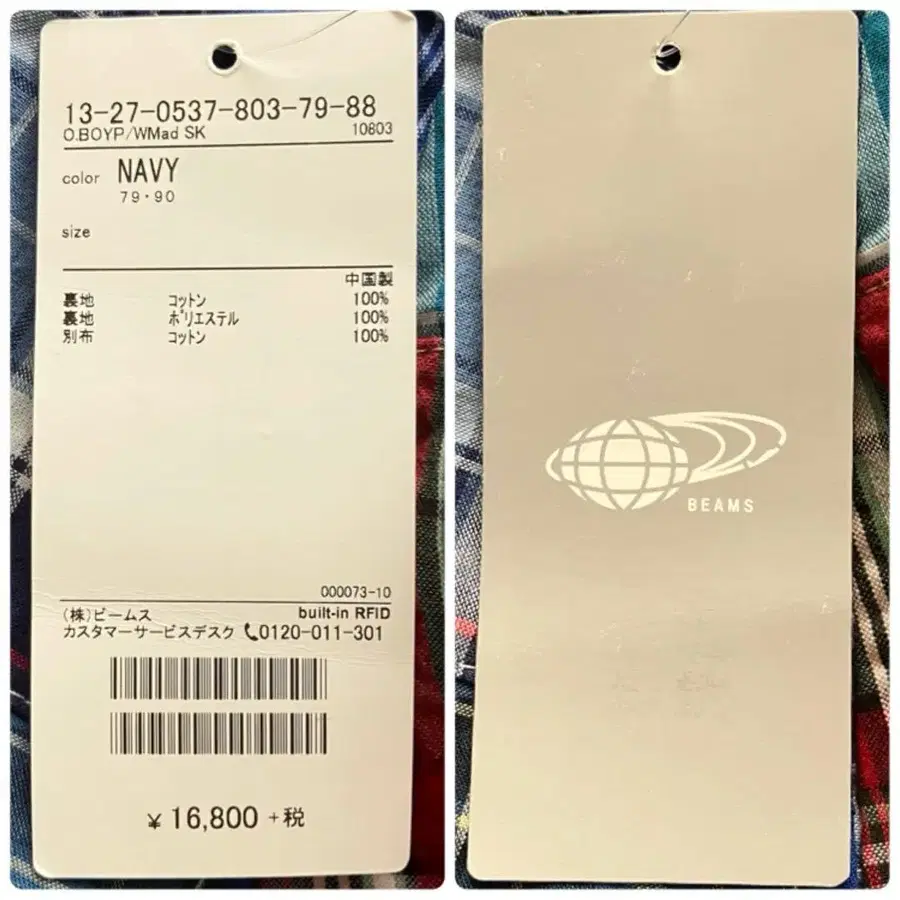 13-27-0537-803-79-88
O.BOYP/WMad SK 10803
color NAVY
79・90
size
中国製
裏地 コットン 100%
裏地 ポリエステル 100%
別布 コットン 100%
000073-10
(株)ビームス built-in RFID
カスタマーサービスデスク 0120-011-301
¥ 16,800 +税
BEAMS